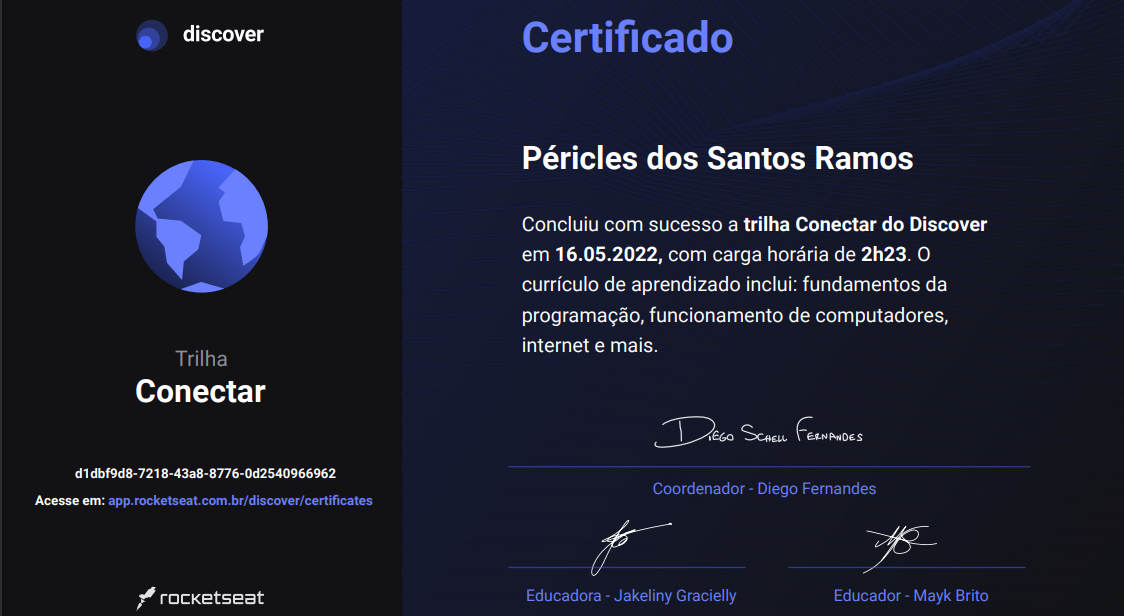 discover
Trilha
Conectar
d1dbf9d8-7218-43a8-8776-0d2540966962
Acesse em: app.rocketseat.com.br/discover/certificates
rocketseat
Certificado
Péricles dos Santos Ramos
Concluiu com sucesso a trilha Conectar do Discover
em 16.05.2022, com carga horária de 2h23. O
currículo de aprendizado inclui: fundamentos da
programação, funcionamento de computadores,
internet e mais.
Diego Schell Fernandes
Coordenador - Diego Fernandes
Educadora - Jakeliny Gracielly
Educador - Mayk Brito